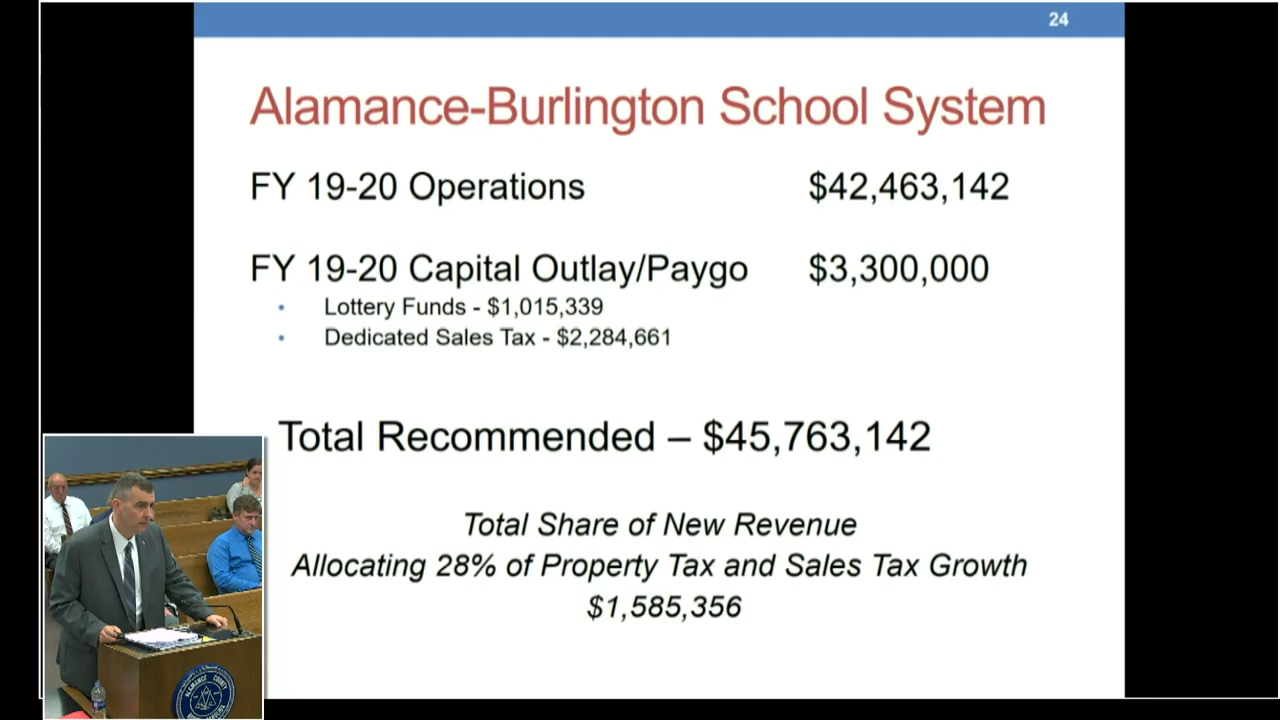 24
Alamance-Burlington School System
FY 19-20 Operations $42,463,142
FY 19-20 Capital Outlay/Paygo $3,300,000
• Lottery Funds - $1,015,339
• Dedicated Sales Tax - $2,284,661
Total Recommended – $45,763,142
Total Share of New Revenue
Allocating 28% of Property Tax and Sales Tax Growth
$1,585,356
ALAMANCE COUNTY